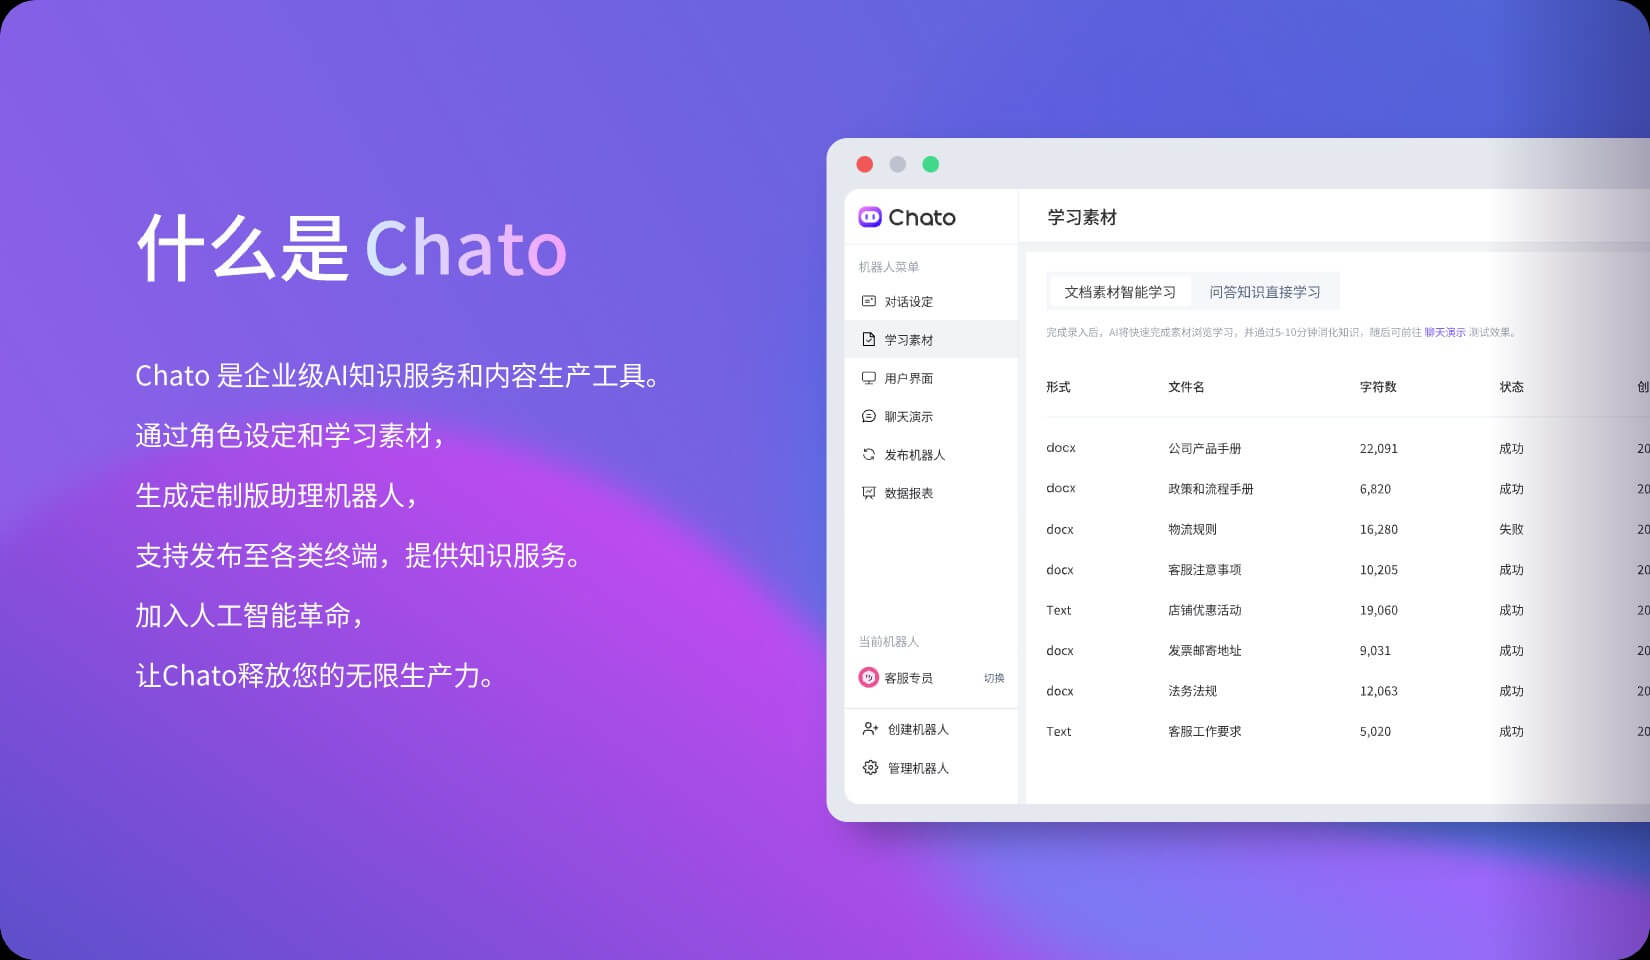 什么是 Chato
Chato 是企业级AI知识服务和内容生产工具。
通过角色设定和学习素材，
生成定制版助理机器人，
支持发布至各类终端，提供知识服务。
加入人工智能革命，
让Chato释放您的无限生产力。
Chato
机器人菜单
对话设定
学习素材
用户界面
聊天演示
发布机器人
数据报表
当前机器人
客服专员 切换
创建机器人
管理机器人
学习素材
文档素材智能学习 问答知识直接学习
完成录入后，AI将快速完成素材浏览学习，并通过5-10分钟消化知识，随后可前往 聊天演示 测试效果。
形式 文件名 字符数 状态 创
docx 公司产品手册 22,091 成功 20
docx 政策和流程手册 6,820 成功 20
docx 物流规则 16,280 失败 20
docx 客服注意事项 10,205 成功 20
Text 店铺优惠活动 19,060 成功 20
docx 发票邮寄地址 9,031 成功 20
docx 法务法规 12,063 成功 20
Text 客服工作要求 5,020 成功 20